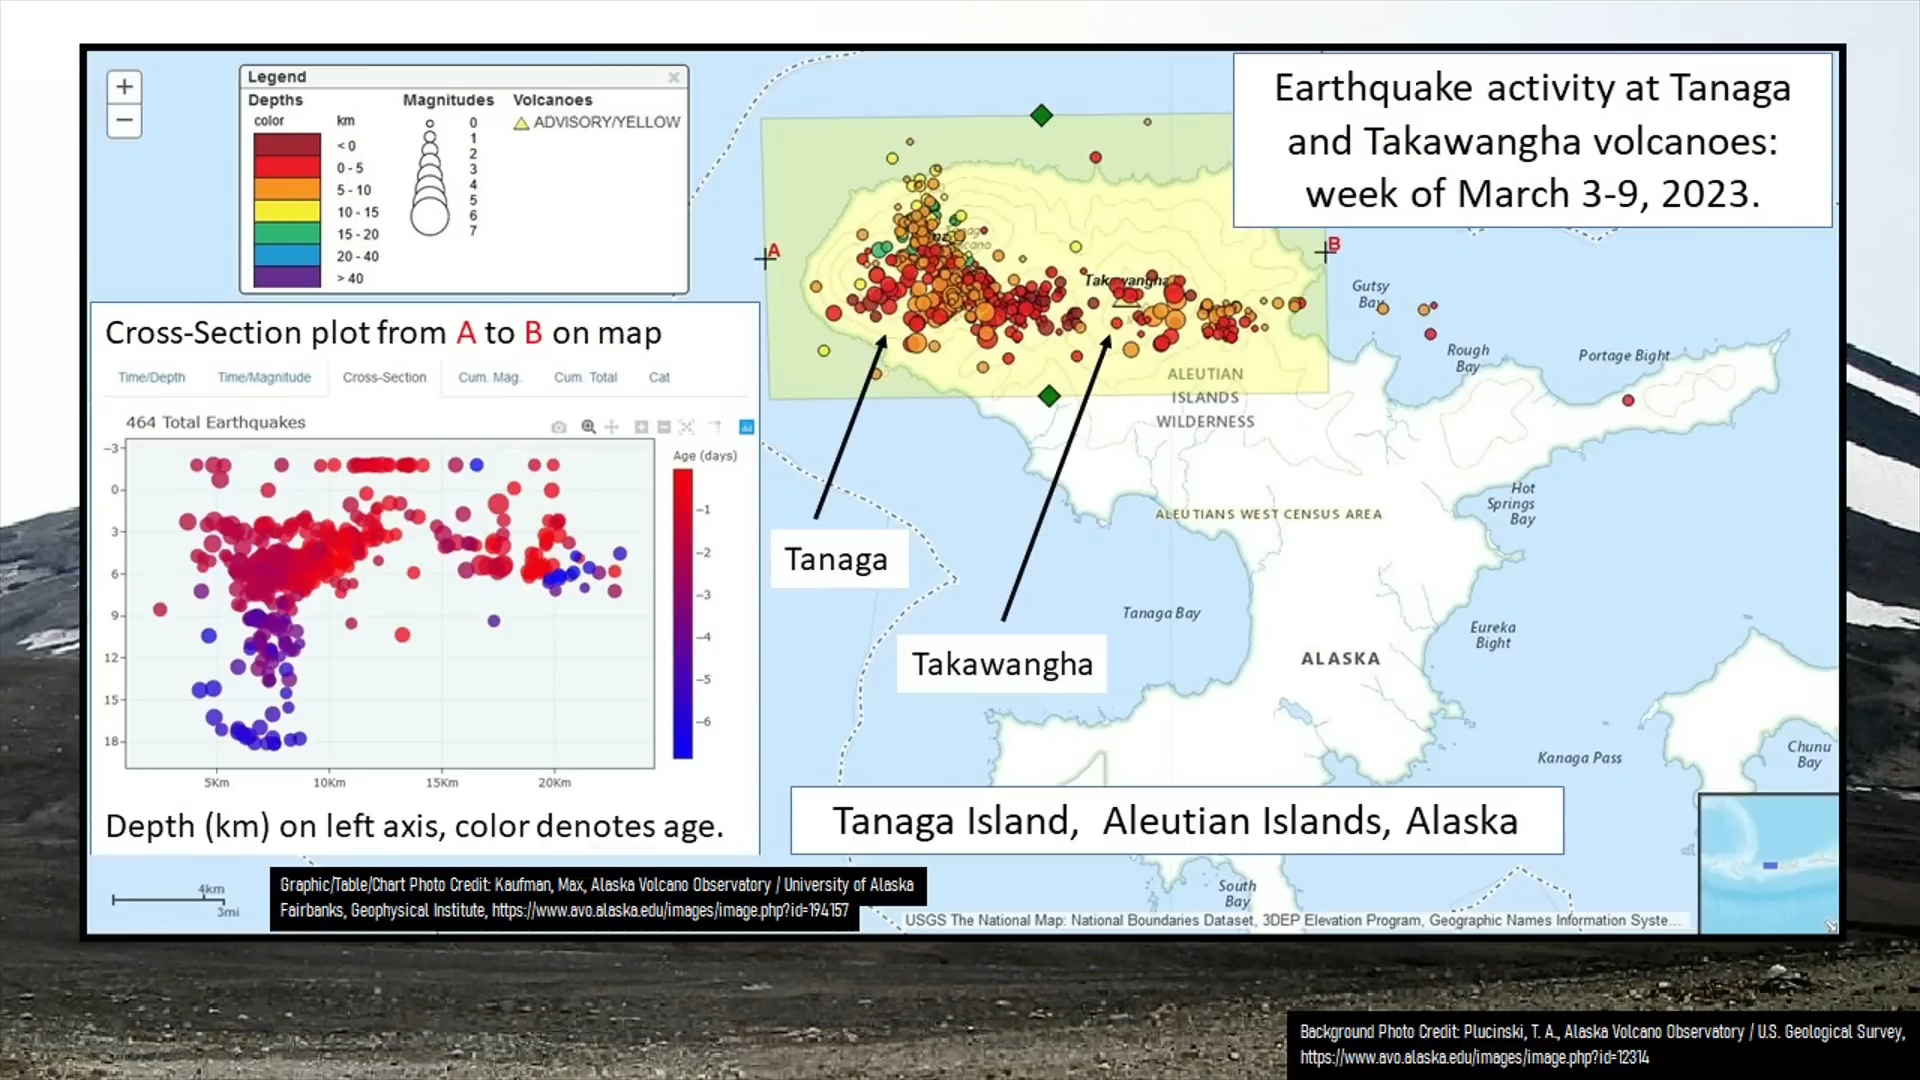 +
−
Legend
Depths
Magnitudes
Volcanoes
color
km
ADVISORY/YELLOW
< 0
0 - 5
5 - 10
10 - 15
15 - 20
20 - 40
> 40
0
1
2
3
4
5
6
7
Earthquake activity at Tanaga
and Takawangha volcanoes:
week of March 3-9, 2023.
A
B
Takawangha
Gutsy
Bay
Rough
Bay
Portage Bight
ALEUTIAN
ISLANDS
WILDERNESS
Hot
Springs
Bay
ALEUTIANS WEST CENSUS AREA
Tanaga
Tanaga Bay
Takawangha
Eureka
Bight
ALASKA
Kanaga Pass
Chunu
Bay
South
Bay
Cross-Section plot from A to B on map
Time/Depth
Time/Magnitude
Cross-Section
Cum. Mag.
Cum. Total
Cat
464 Total Earthquakes
Age (days)
−3
0
3
6
9
12
15
18
5Km
10Km
15Km
20Km
−1
−2
−3
−4
−5
−6
Depth (km) on left axis, color denotes age.
Tanaga Island, Aleutian Islands, Alaska
4km
3mi
Graphic/Table/Chart Photo Credit: Kaufman, Max, Alaska Volcano Observatory / University of Alaska
Fairbanks, Geophysical Institute, https://www.avo.alaska.edu/images/image.php?id=194157
USGS The National Map: National Boundaries Dataset, 3DEP Elevation Program, Geographic Names Information Syste...
Background Photo Credit: Plucinski, T. A., Alaska Volcano Observatory / U.S. Geological Survey,
https://www.avo.alaska.edu/images/image.php?id=12314